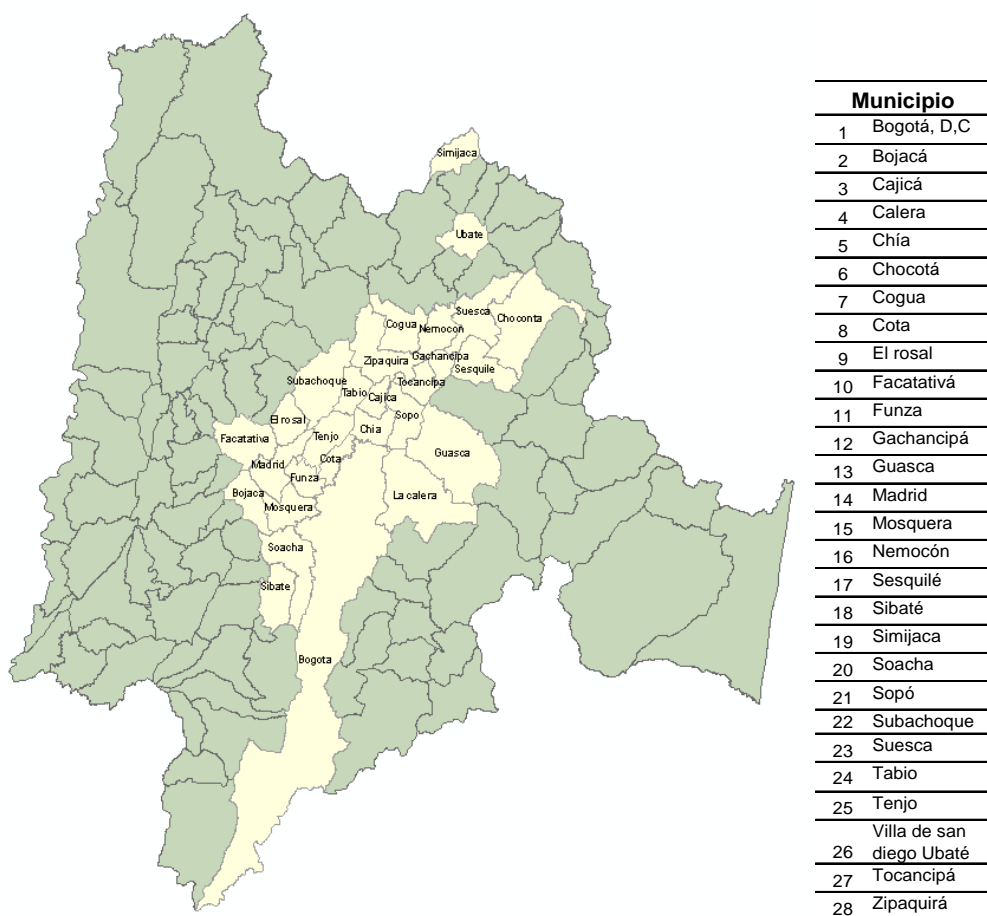 Simijaca
Ubate
Suesca
Choconta
Cogua
Nemocon
Zipaquira
Gachancipa
Sesquile
Subachoque
Tocancipa
Tabio
Cajica
El rosal
Sopo
Chia
Facatativa
Tenjo
Guasca
Cota
Madrid
Funza
Bojaca
La calera
Mosquera
Soacha
Sibate
Bogota
Municipio
1 Bogotá, D,C
2 Bojacá
3 Cajicá
4 Calera
5 Chía
6 Chocotá
7 Cogua
8 Cota
9 El rosal
10 Facatativá
11 Funza
12 Gachancipá
13 Guasca
14 Madrid
15 Mosquera
16 Nemocón
17 Sesquilé
18 Sibaté
19 Simijaca
20 Soacha
21 Sopó
22 Subachoque
23 Suesca
24 Tabio
25 Tenjo
Villa de san
26 diego Ubaté
27 Tocancipá
28 Zipaquirá